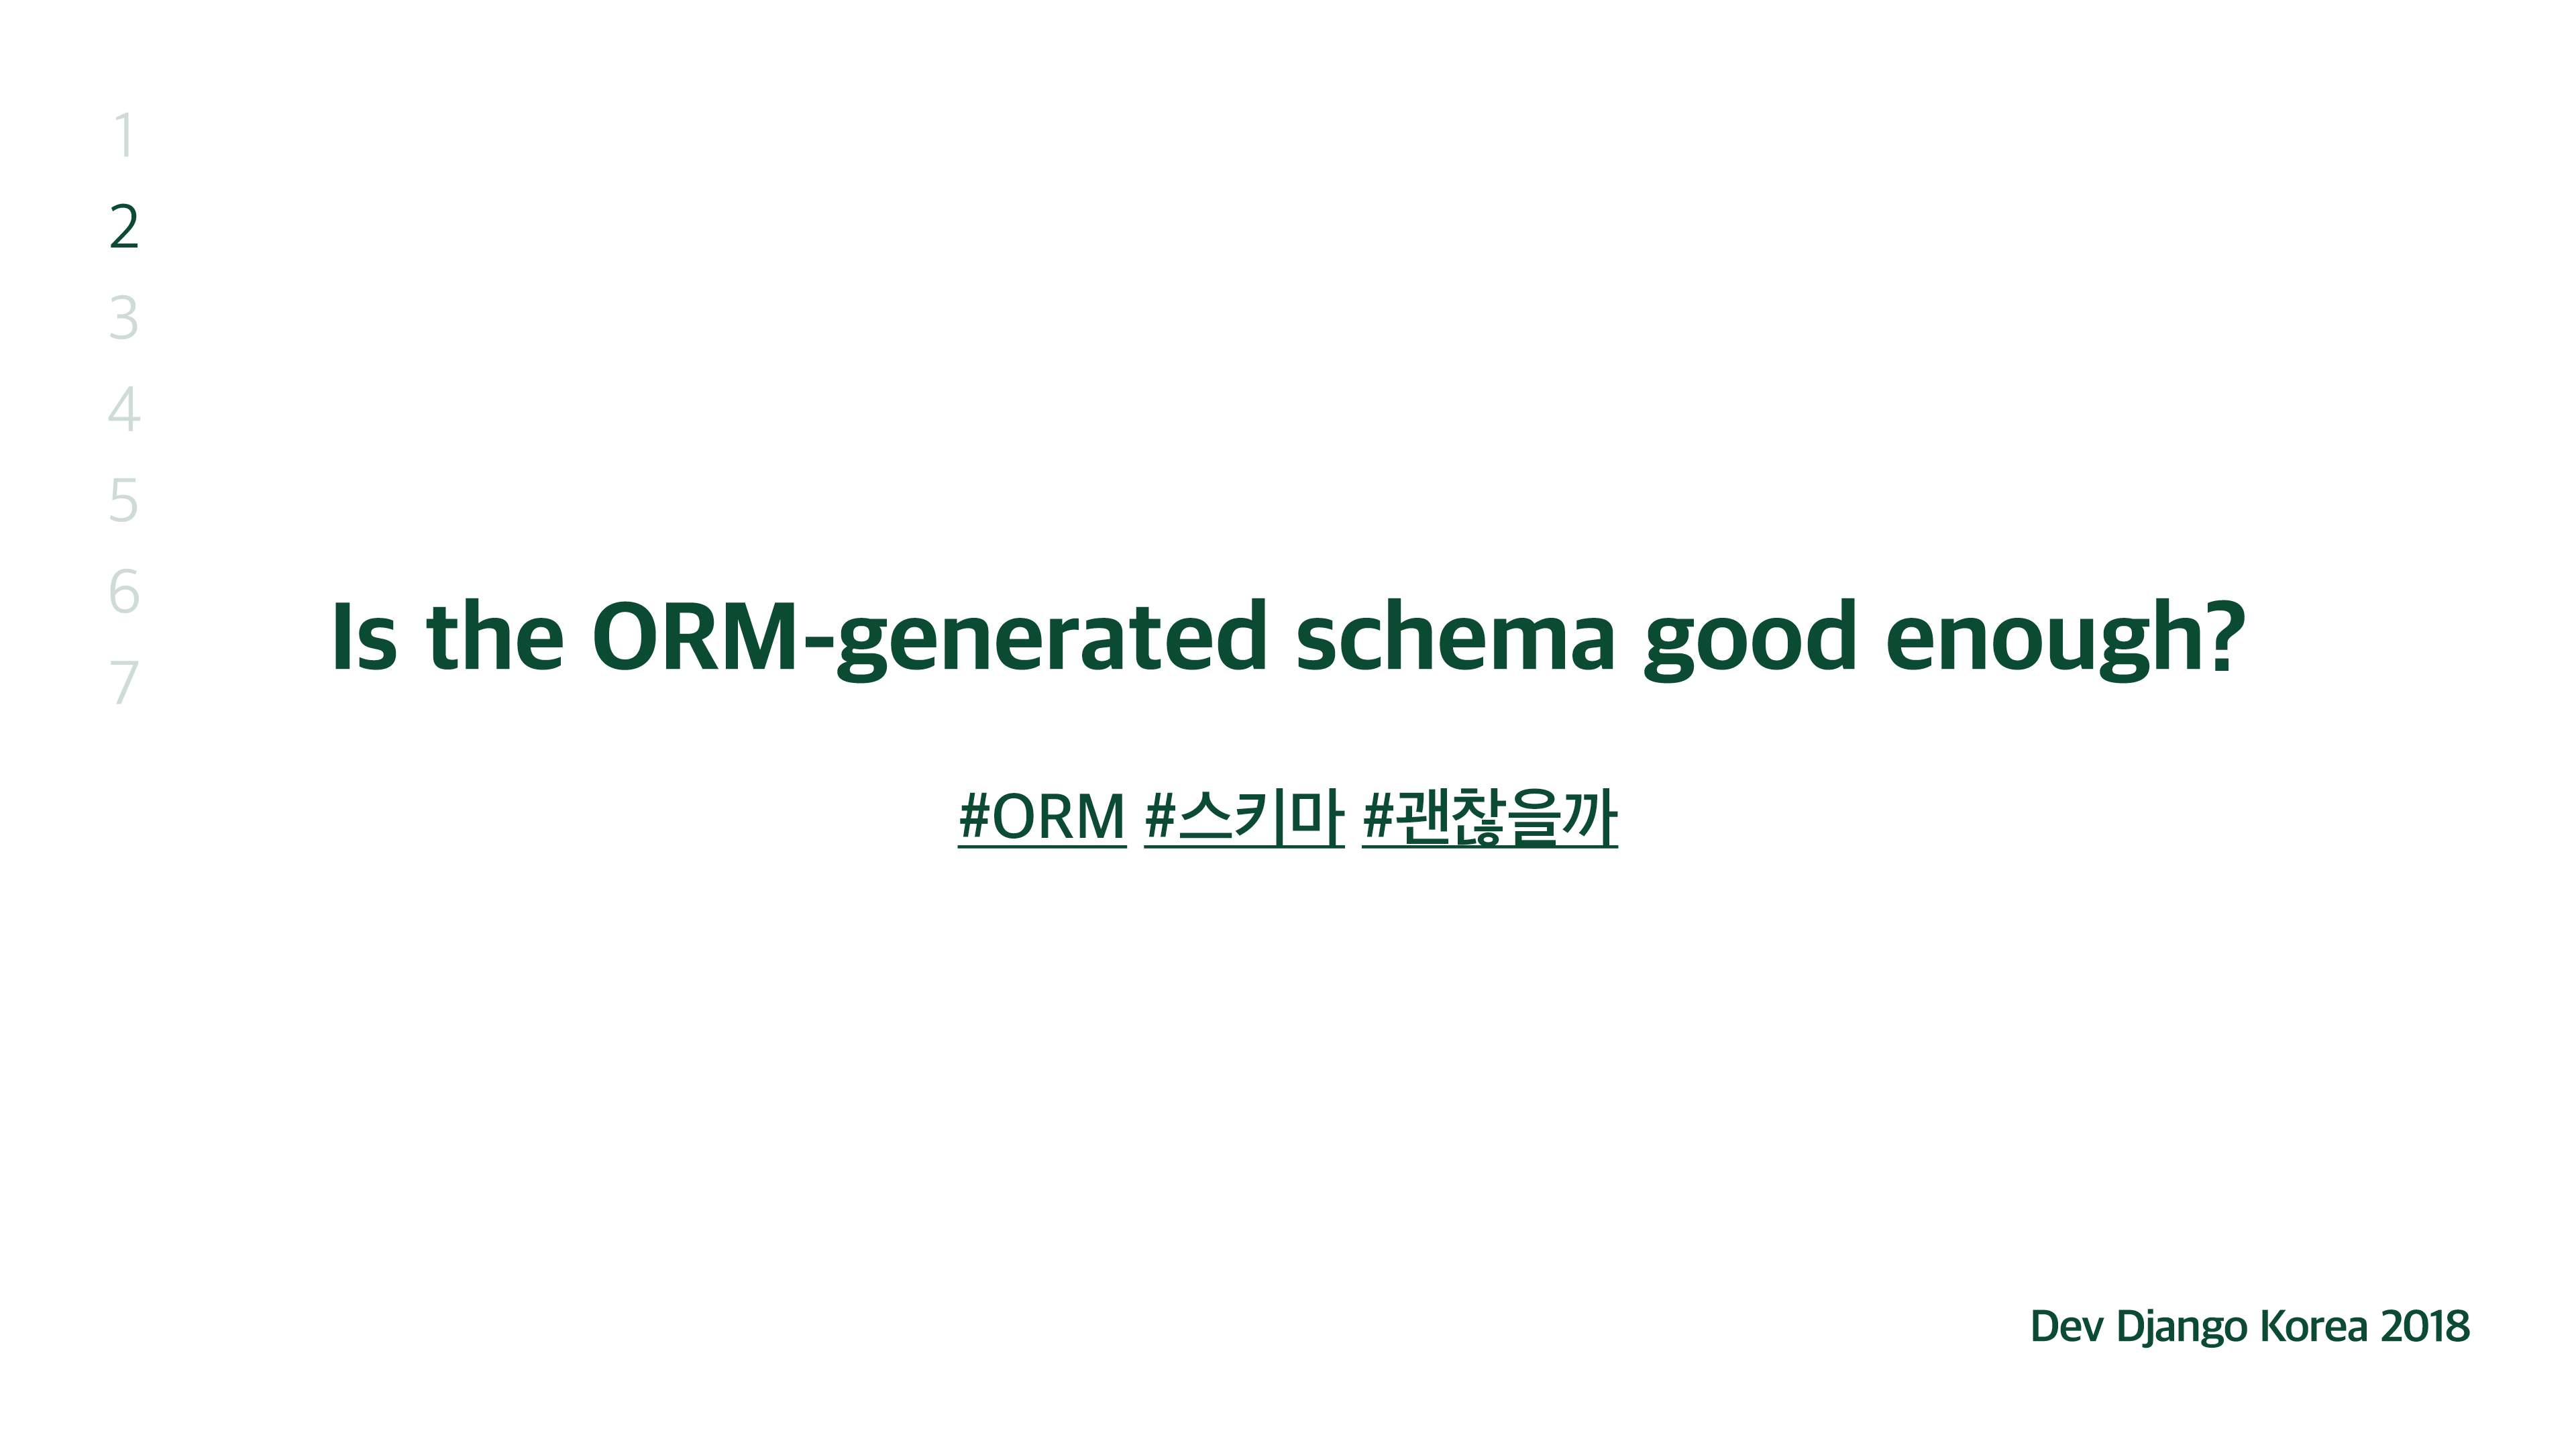 1
2
3
4
5
6
7
Is the ORM-generated schema good enough?
#ORM #스키마 #괜찮을까
Dev Django Korea 2018